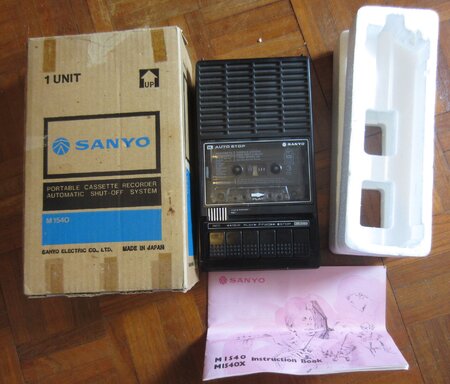 1 UNIT
UP
SANYO
PORTABLE CASSETTE RECORDER
AUTOMATIC SHUT-OFF SYSTEM
M1540
SANYO ELECTRIC CO., LTD. MADE IN JAPAN
AUTO STOP
SANYO
PLAY
SANYO
M1540 Instruction Book
M1540X